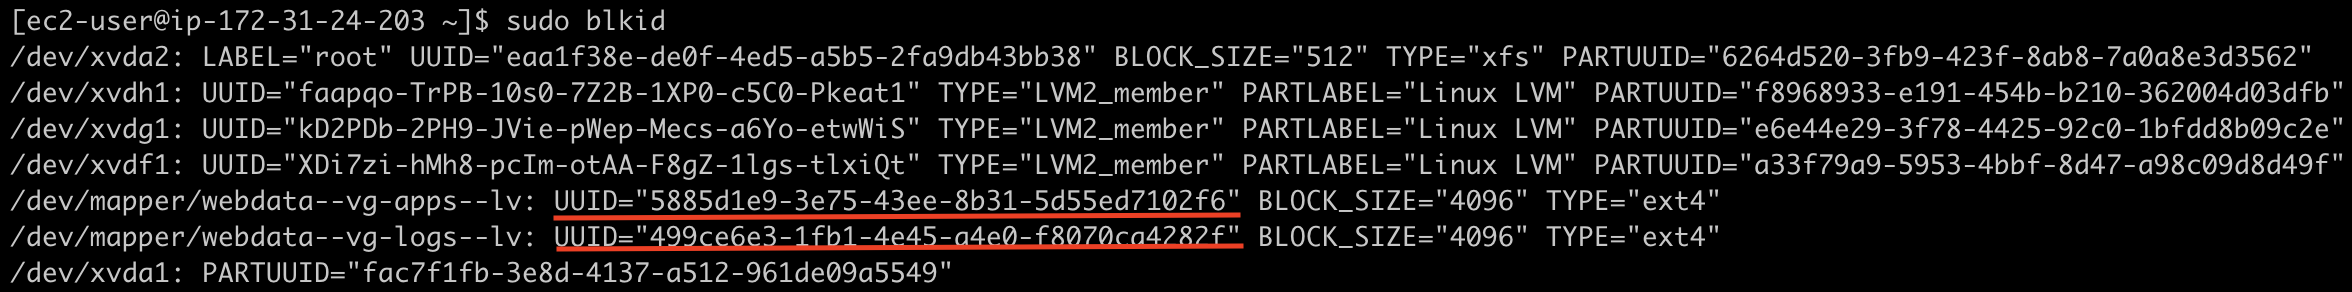 [ec2-user@ip-172-31-24-203 ~]$ sudo blkid
/dev/xvda2: LABEL="root" UUID="eaa1f38e-de0f-4ed5-a5b5-2fa9db43bb38" BLOCK_SIZE="512" TYPE="xfs" PARTUUID="6264d520-3fb9-423f-8ab8-7a0a8e3d3562"
/dev/xvdh1: UUID="faapqo-TrPB-10s0-7Z2B-1XP0-c5C0-Pkeat1" TYPE="LVM2_member" PARTLABEL="Linux LVM" PARTUUID="f8968933-e191-454b-b210-362004d03dfb"
/dev/xvdg1: UUID="kD2PDb-2PH9-JVie-pWep-Mecs-a6Yo-etwWiS" TYPE="LVM2_member" PARTLABEL="Linux LVM" PARTUUID="e6e44e29-3f78-4425-92c0-1bfdd8b09c2e"
/dev/xvdf1: UUID="XDi7zi-hMh8-pcIm-otAA-F8gZ-1lgs-tlxiQt" TYPE="LVM2_member" PARTLABEL="Linux LVM" PARTUUID="a33f79a9-5953-4bbf-8d47-a98c09d8d49f"
/dev/mapper/webdata--vg-apps--lv: UUID="5885d1e9-3e75-43ee-8b31-5d55ed7102f6" BLOCK_SIZE="4096" TYPE="ext4"
/dev/mapper/webdata--vg-logs--lv: UUID="499ce6e3-1fb1-4e45-a4e0-f8070ca4282f" BLOCK_SIZE="4096" TYPE="ext4"
/dev/xvda1: PARTUUID="fac7f1fb-3e8d-4137-a512-961de09a5549"